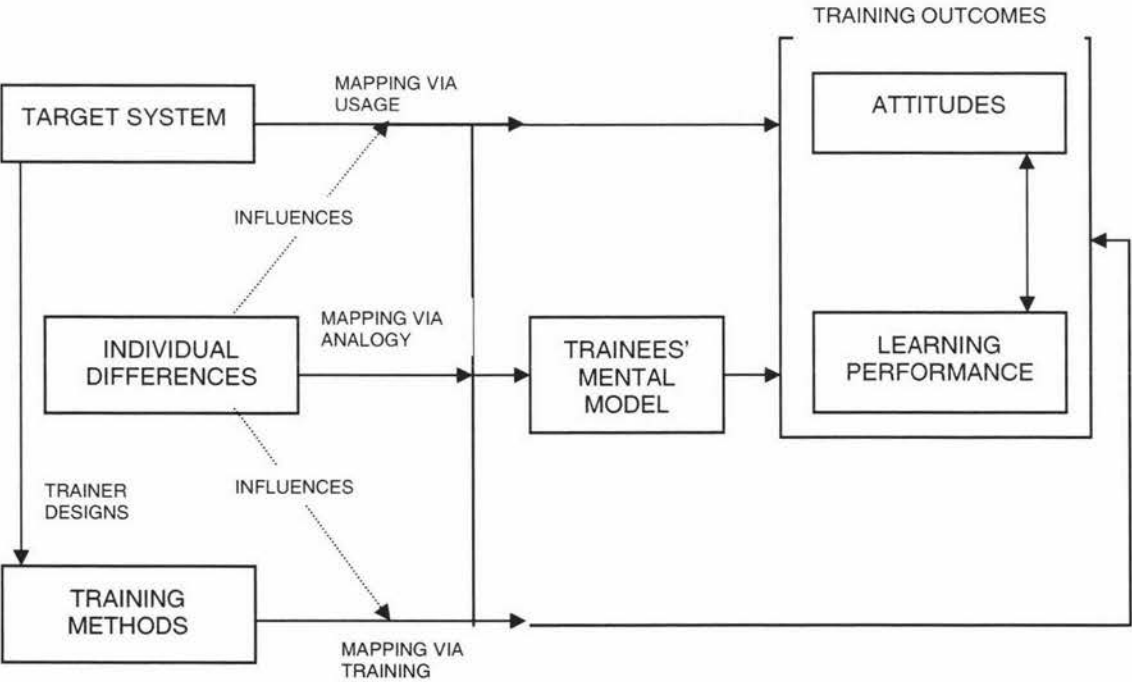 TRAINING OUTCOMES
MAPPING VIA
USAGE
TARGET SYSTEM
ATTITUDES
INFLUENCES
MAPPING VIA
ANALOGY
INDIVIDUAL
DIFFERENCES
TRAINEES'
MENTAL
MODEL
LEARNING
PERFORMANCE
INFLUENCES
TRAINER
DESIGNS
TRAINING
METHODS
MAPPING VIA
TRAINING